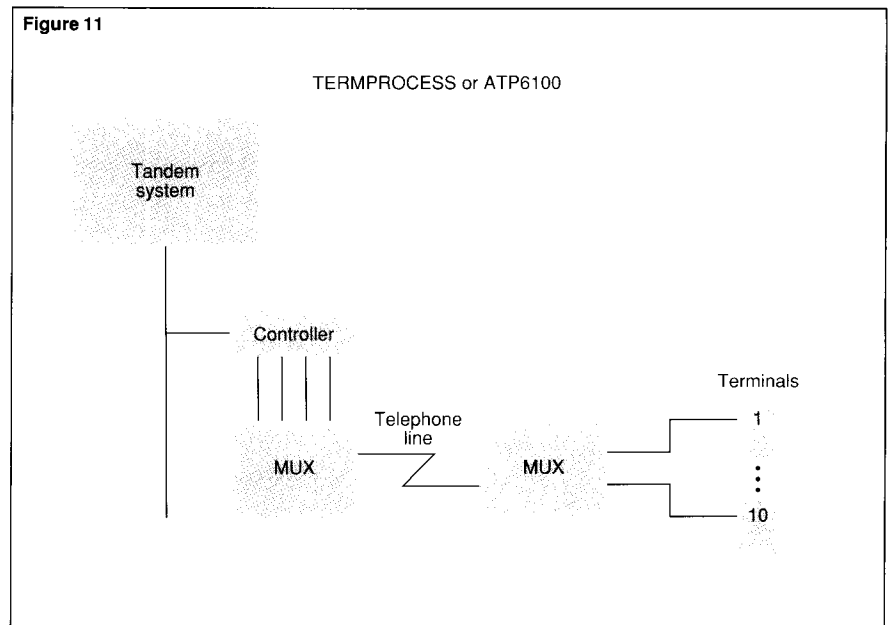 Figure 11
TERMPROCESS or ATP6100
Tandem
system
Controller
Terminals
1
Telephone
line
MUX
MUX
10